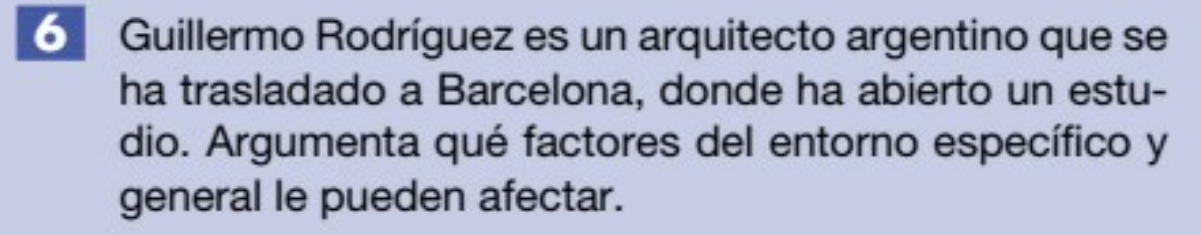 6 Guillermo Rodríguez es un arquitecto argentino que se
ha trasladado a Barcelona, donde ha abierto un estu-
dio. Argumenta qué factores del entorno específico y
general le pueden afectar.